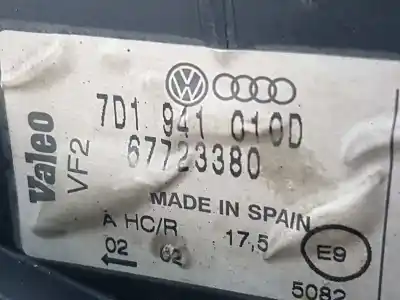 Valeo
VF2
7D1 941 010D
67723380
MADE IN SPAIN
A HC/R 17,5
02 02
E9
5082